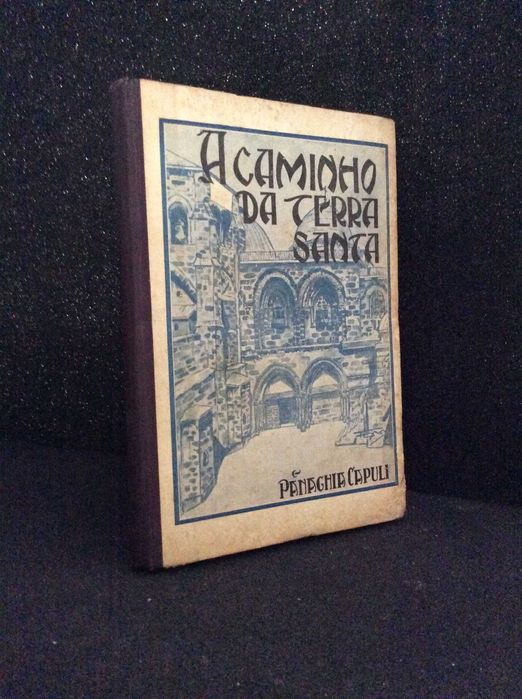 A CAMINHO
DA TERRA
SANTA
E PANAGHIA CAPULI